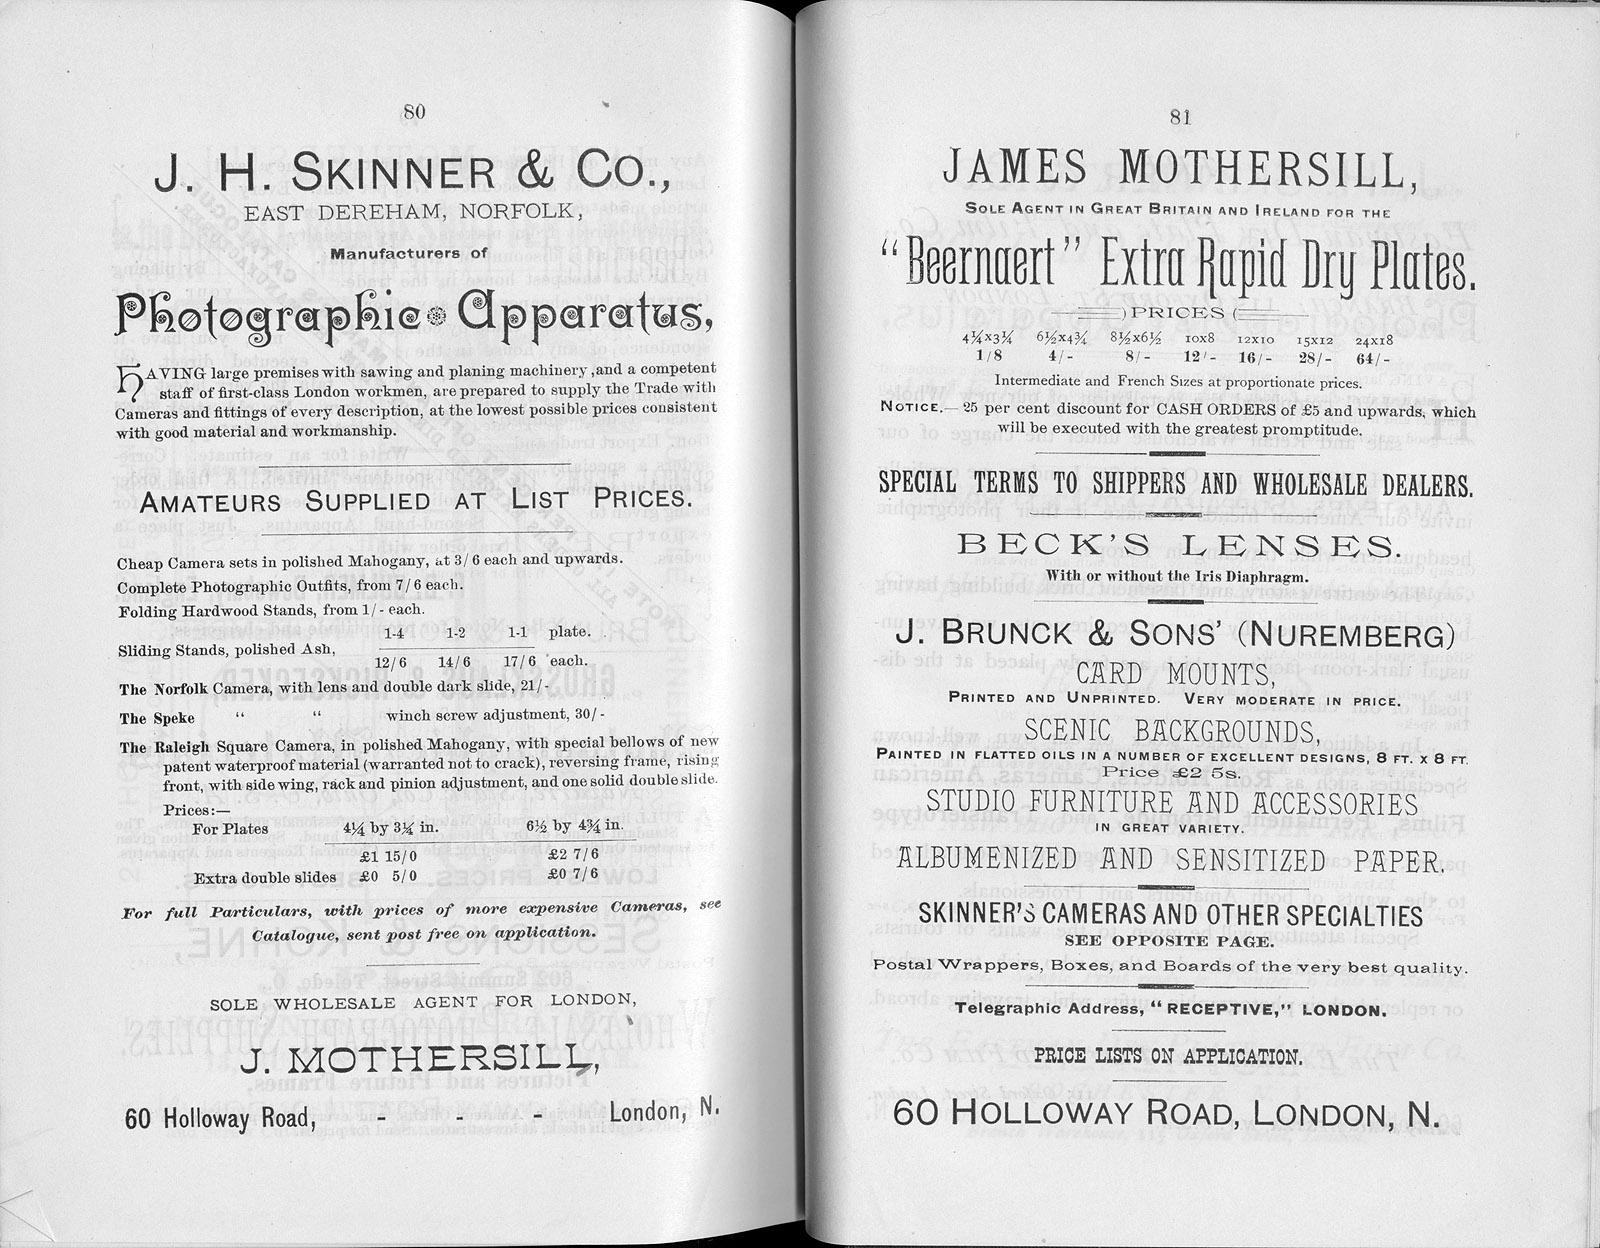 80
J. H. SKINNER & CO.,
EAST DEREHAM, NORFOLK,
Manufacturers of
Photographic Apparatus,
HAVING large premises with sawing and planing machinery, and a competent
staff of first-class London workmen, are prepared to supply the Trade with
Cameras and fittings of every description, at the lowest possible prices consistent
with good material and workmanship.
AMATEURS SUPPLIED AT LIST PRICES.
Cheap Camera sets in polished Mahogany, at 3/6 each and upwards.
Complete Photographic Outfits, from 7/6 each.
Folding Hardwood Stands, from 1/- each.
1-4 1-2 1-1 plate.
Sliding Stands, polished Ash,
12/6 14/6 17/6 each.
The Norfolk Camera, with lens and double dark slide, 21/-
The Speke “ “ winch screw adjustment, 30/-
The Raleigh Square Camera, in polished Mahogany, with special bellows of new
patent waterproof material (warranted not to crack), reversing frame, rising
front, with side wing, rack and pinion adjustment, and one solid double slide.
Prices:—
For Plates 4¼ by 3¼ in. 6½ by 4¾ in.
£1 15/0 £2 7/6
Extra double slides £0 5/0 £0 7/6
For full Particulars, with prices of more expensive Cameras, see
Catalogue, sent post free on application.
SOLE WHOLESALE AGENT FOR LONDON,
J. MOTHERSILL,
60 Holloway Road, - - - London, N.
81
JAMES MOTHERSILL,
SOLE AGENT IN GREAT BRITAIN AND IRELAND FOR THE
“Beernaert” Extra Rapid Dry Plates.
PRICES
4¼x3¼ 6½x4¾ 8½x6½ 10x8 12x10 15x12 24x18
1/8 4/- 8/- 12/- 16/- 28/- 64/-
Intermediate and French Sizes at proportionate prices.
NOTICE.—25 per cent discount for CASH ORDERS of £5 and upwards, which
will be executed with the greatest promptitude.
SPECIAL TERMS TO SHIPPERS AND WHOLESALE DEALERS.
BECK'S LENSES.
With or without the Iris Diaphragm.
J. BRUNCK & SONS' (NUREMBERG)
CARD MOUNTS,
PRINTED AND UNPRINTED. VERY MODERATE IN PRICE.
SCENIC BACKGROUNDS,
PAINTED IN FLATTED OILS IN A NUMBER OF EXCELLENT DESIGNS, 8 FT. X 8 FT.
Price £2 5s.
STUDIO FURNITURE AND ACCESSORIES
IN GREAT VARIETY.
ALBUMENIZED AND SENSITIZED PAPER.
SKINNER'S CAMERAS AND OTHER SPECIALTIES
SEE OPPOSITE PAGE.
Postal Wrappers, Boxes, and Boards of the very best quality.
Telegraphic Address, “RECEPTIVE,” LONDON.
PRICE LISTS ON APPLICATION.
60 HOLLOWAY ROAD, LONDON, N.